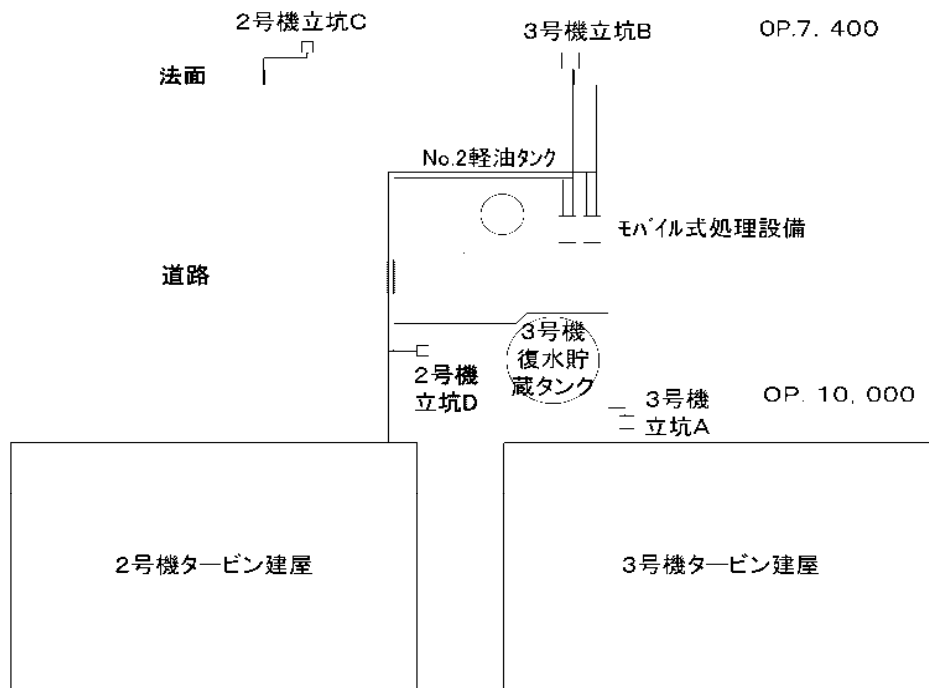 2号機立坑C
3号機立坑B
OP.7.400
法面
No.2軽油タンク
モバイル式処理設備
道路
3号機
復水貯
蔵タンク
2号機
立坑D
OP. 10, 000
3号機
立坑A
2号機タービン建屋
3号機タービン建屋